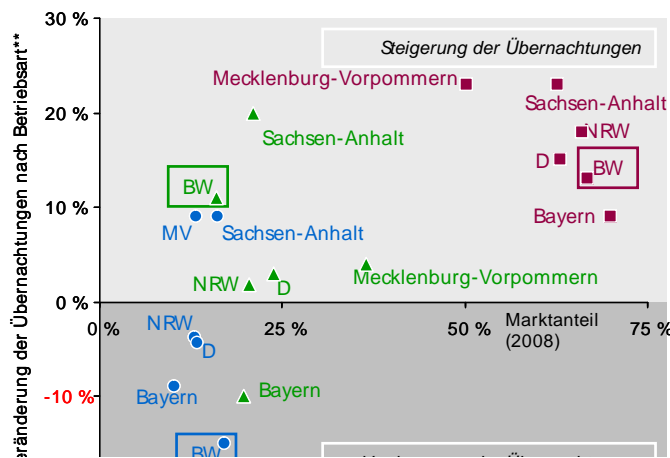 eränderung der Übernachtungen nach Betriebsart**
30 %
Steigerung der Übernachtungen
Mecklenburg-Vorpommern
Sachsen-Anhalt
20 %
NRW
Sachsen-Anhalt
D
BW
BW
10 %
Bayern
MV
Sachsen-Anhalt
NRW
D
Mecklenburg-Vorpommern
0 %
0 %
25 %
50 %
Marktanteil
(2008)
75 %
NRW
D
-10 %
Bayern
Bayern
BW